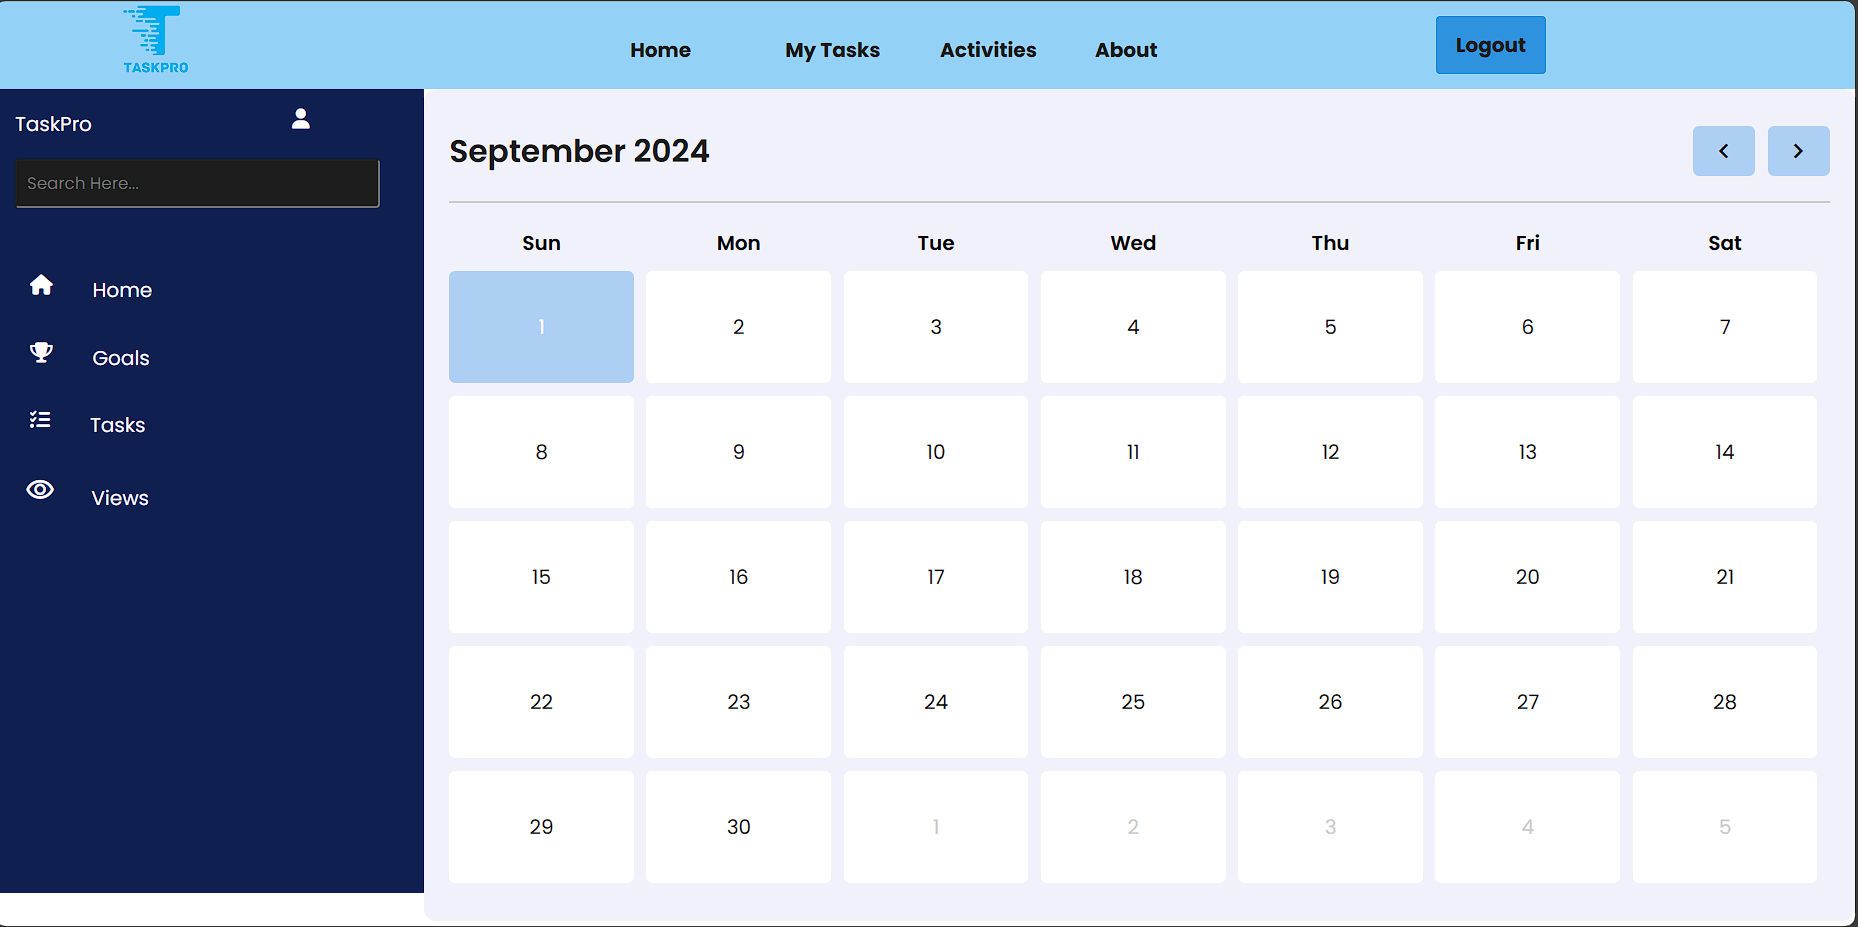 TASKPRO
Home My Tasks Activities About Logout
TaskPro
Search Here...
Home
Goals
Tasks
Views
September 2024
Sun Mon Tue Wed Thu Fri Sat
1 2 3 4 5 6 7
8 9 10 11 12 13 14
15 16 17 18 19 20 21
22 23 24 25 26 27 28
29 30 1 2 3 4 5